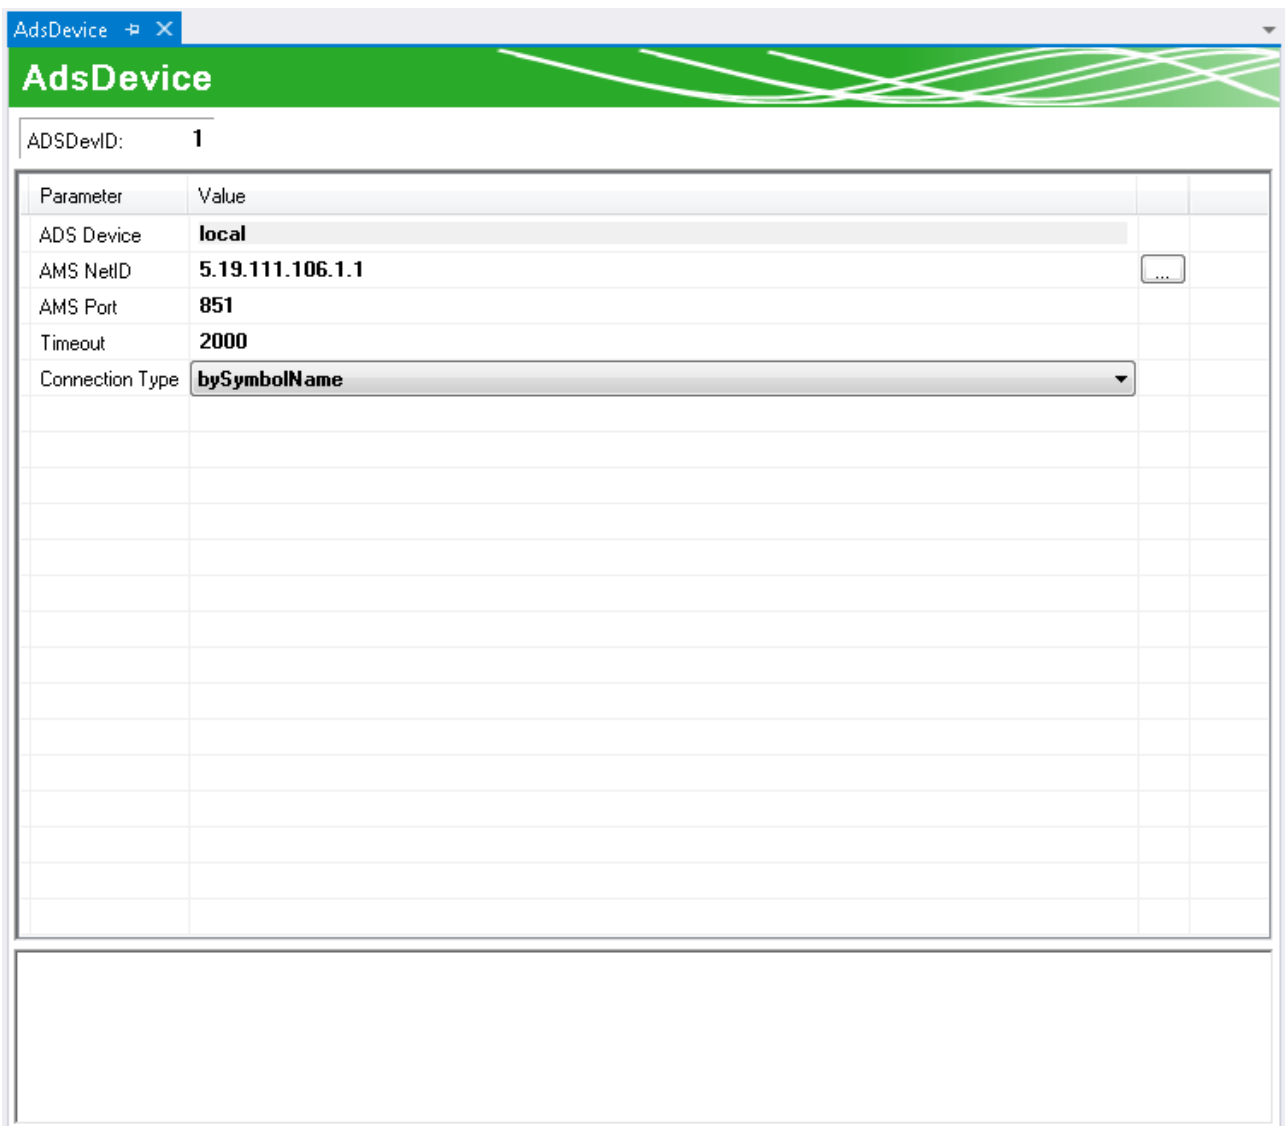 AdsDevice
AdsDevice
ADSDevID: 1
Parameter Value
ADS Device local
AMS NetID 5.19.111.106.1.1 ...
AMS Port 851
Timeout 2000
Connection Type bySymbolName